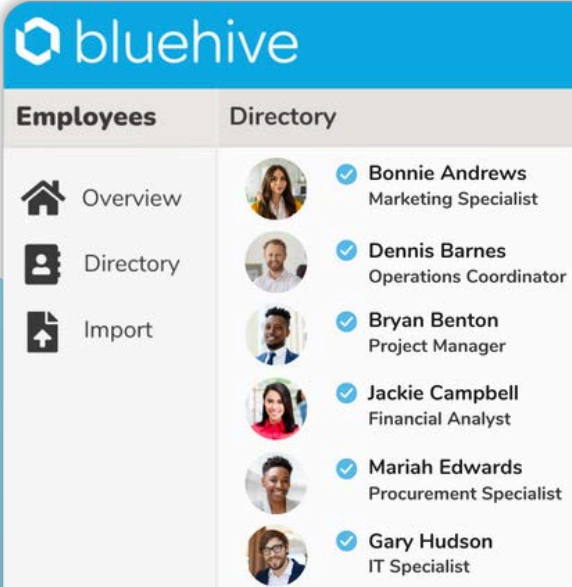 bluehive
Employees
Directory
Overview
Directory
Import
Bonnie Andrews
Marketing Specialist
Dennis Barnes
Operations Coordinator
Bryan Benton
Project Manager
Jackie Campbell
Financial Analyst
Mariah Edwards
Procurement Specialist
Gary Hudson
IT Specialist